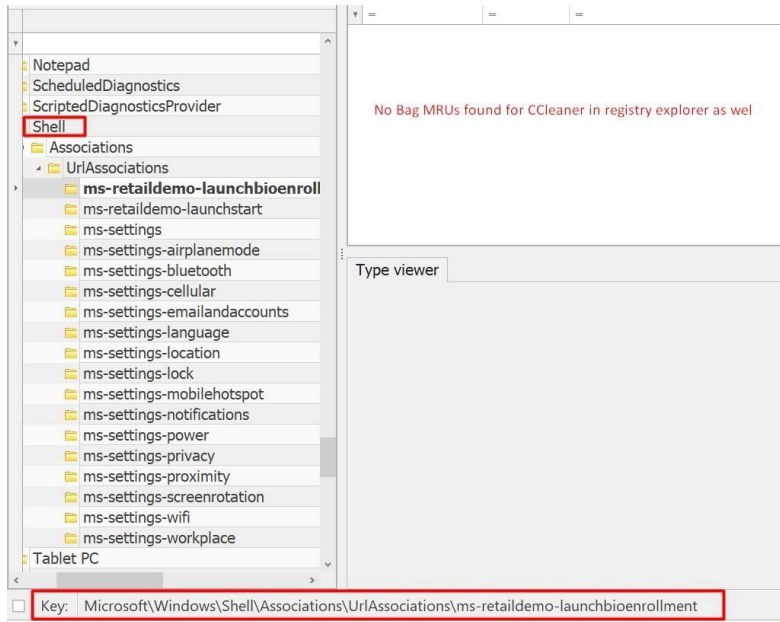 = = =
No Bag MRUs found for CCleaner in registry explorer as wel
Notepad
ScheduledDiagnostics
ScriptedDiagnosticsProvider
Shell
Associations
UrlAssociations
ms-retaildemo-launchbioenroll
ms-retaildemo-launchstart
ms-settings
ms-settings-airplanemode
ms-settings-bluetooth
ms-settings-cellular
ms-settings-emailandaccounts
ms-settings-language
ms-settings-location
ms-settings-lock
ms-settings-mobilehotspot
ms-settings-notifications
ms-settings-power
ms-settings-privacy
ms-settings-proximity
ms-settings-screenrotation
ms-settings-wifi
ms-settings-workplace
Tablet PC
Type viewer
Key: Microsoft\Windows\Shell\Associations\UrlAssociations\ms-retaildemo-launchbioenrollment